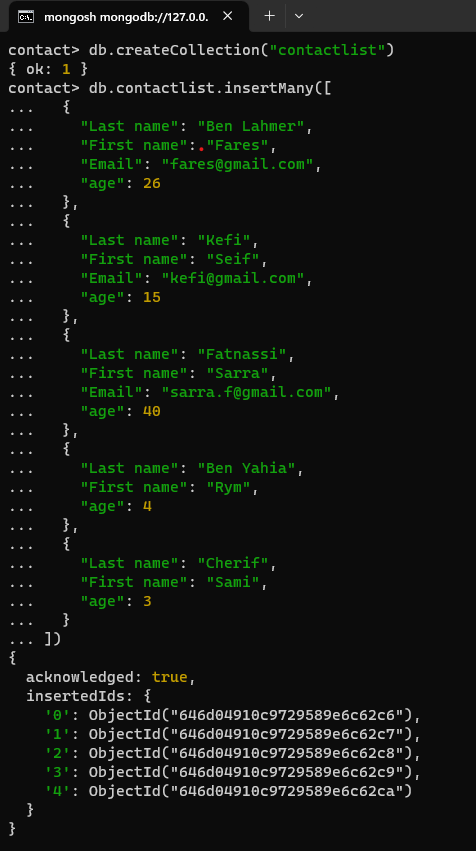 mongosh mongodb://127.0.0.
contact> db.createCollection("contactlist")
{ ok: 1 }
contact> db.contactlist.insertMany([
...   {
...     "Last name": "Ben Lahmer",
...     "First name": "Fares",
...     "Email": "fares@gmail.com",
...     "age": 26
...   },
...   {
...     "Last name": "Kefi",
...     "First name": "Seif",
...     "Email": "kefi@gmail.com",
...     "age": 15
...   },
...   {
...     "Last name": "Fatnassi",
...     "First name": "Sarra",
...     "Email": "sarra.f@gmail.com",
...     "age": 40
...   },
...   {
...     "Last name": "Ben Yahia",
...     "First name": "Rym",
...     "age": 4
...   },
...   {
...     "Last name": "Cherif",
...     "First name": "Sami",
...     "age": 3
...   }
... ])
{
  acknowledged: true,
  insertedIds: {
    '0': ObjectId("646d04910c9729589e6c62c6"),
    '1': ObjectId("646d04910c9729589e6c62c7"),
    '2': ObjectId("646d04910c9729589e6c62c8"),
    '3': ObjectId("646d04910c9729589e6c62c9"),
    '4': ObjectId("646d04910c9729589e6c62ca")
  }
}